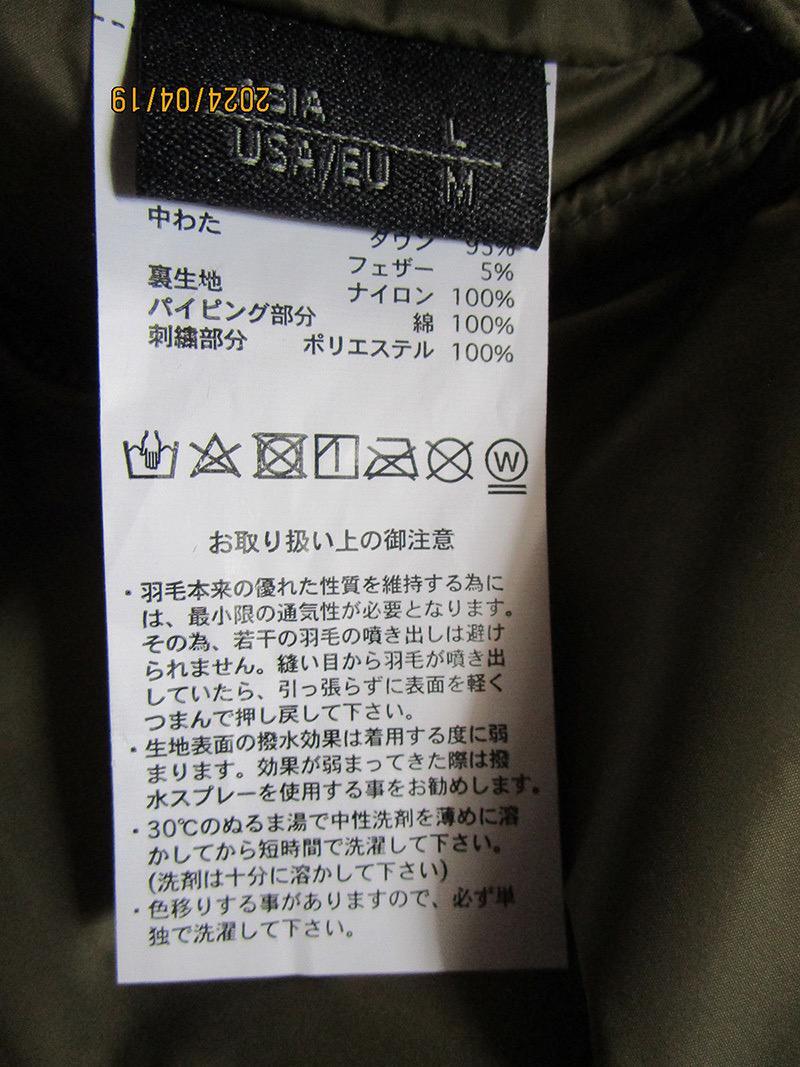 2024/04/19
ASIA L
USA/EU M
中わた ダウン 95%
フェザー 5%
裏生地 ナイロン 100%
パイピング部分 綿 100%
刺繍部分 ポリエステル 100%
W
お取り扱い上の御注意
・羽毛本来の優れた性質を維持する為に
は、最小限の通気性が必要となります。
その為、若干の羽毛の噴き出しは避け
られません。縫い目から羽毛が噴き出
していたら、引っ張らずに表面を軽く
つまんで押し戻して下さい。
・生地表面の撥水効果は着用する度に弱
まります。効果が弱まってきた際は撥
水スプレーを使用する事をお勧めします。
・30℃のぬるま湯で中性洗剤を薄めに溶
かしてから短時間で洗濯して下さい。
(洗剤は十分に溶かして下さい)
・色移りする事がありますので、必ず単
独で洗濯して下さい。